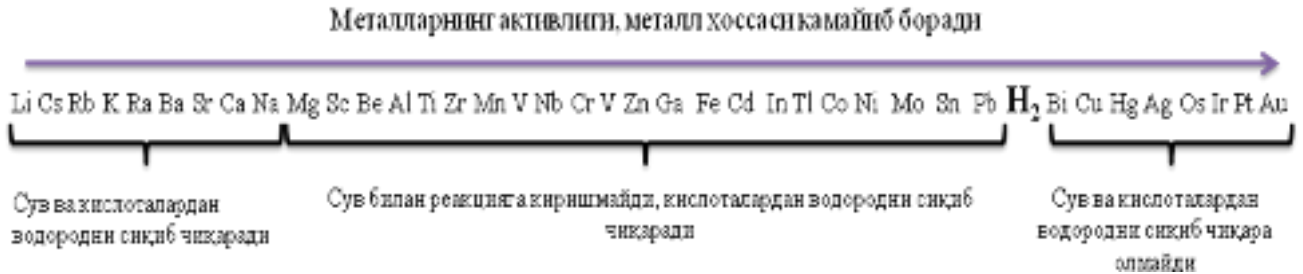 Металларнинг активлиги, металл хоссаси камайиб боради
Li Cs Rb K Ra Ba Sr Ca Na Mg Sc Be Al Ti Zr Mn V Nb Cr V Zn Ga Fe Cd In Tl Co Ni Mo Sn Pb H₂ Bi Cu Hg Ag Os Ir Pt Au
Сув ва кислоталардан
водородни сиқиб чиқаради
Сув билан реакцияга киришмайди, кислоталардан водородни сиқиб
чиқаради
Сув ва кислоталардан
водородни сиқиб чиқара
олмайди